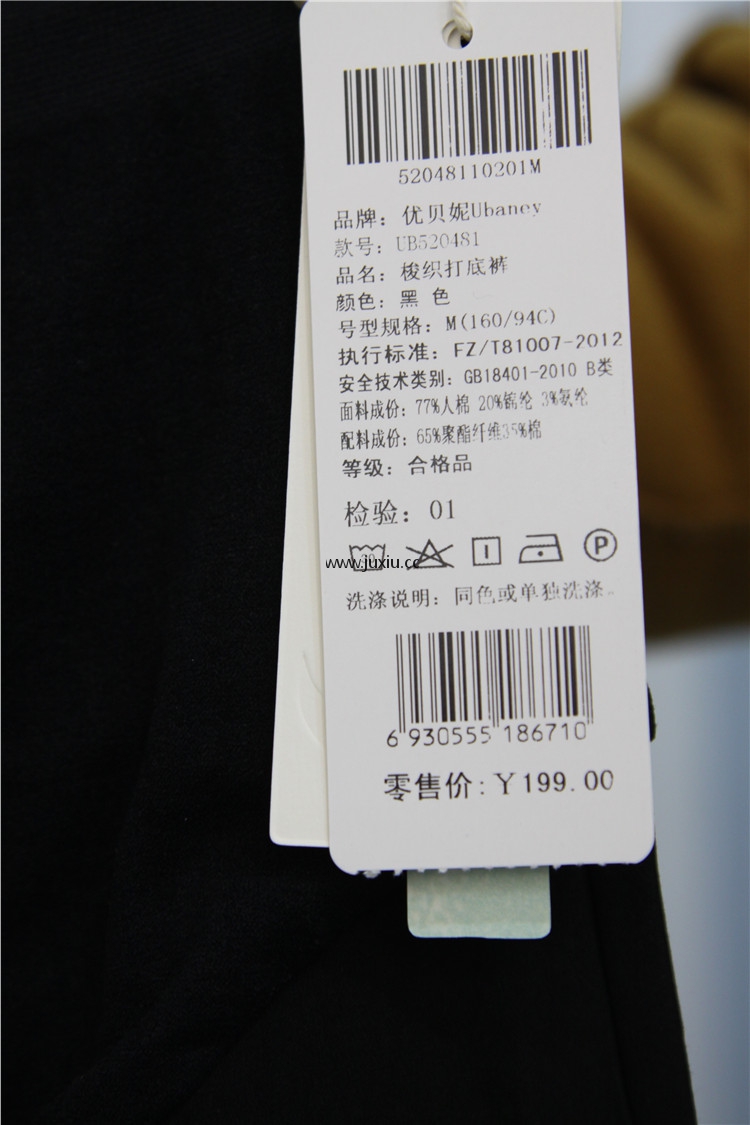 52048110201M
品牌：优贝妮Ubaney
款号：UB520481
品名：梭织打底裤
颜色：黑 色
号型规格：M(160/94C)
执行标准：FZ/T81007-2012
安全技术类别：GB18401-2010 B类
面料成份：77%人棉 20%锦纶 3%氨纶
配料成份：65%聚酯纤维35%棉
等级：合格品
检验：01
P
www.juxiu.cc
洗涤说明：同色或单独洗涤
6 930555 186710
零售价:￥199.00